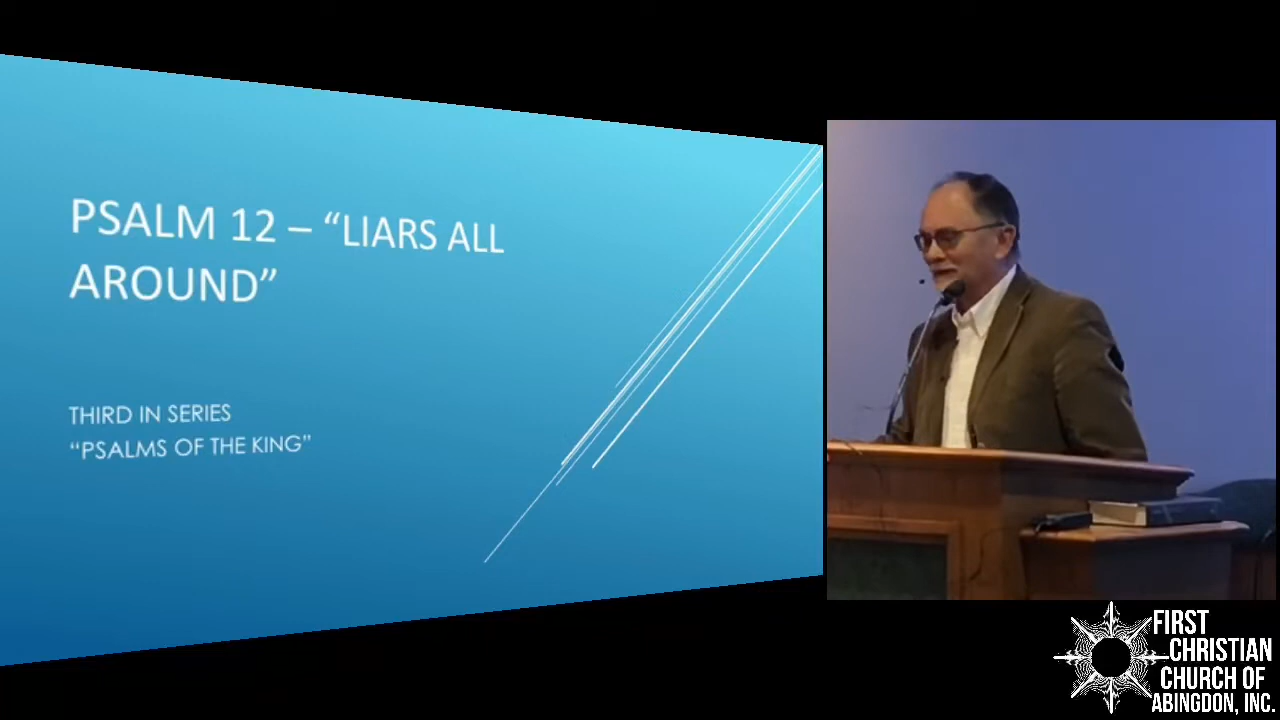 PSALM 12 – “LIARS ALL
AROUND”
THIRD IN SERIES
“PSALMS OF THE KING”
FIRST
CHRISTIAN
CHURCH OF
ABINGDON, INC.